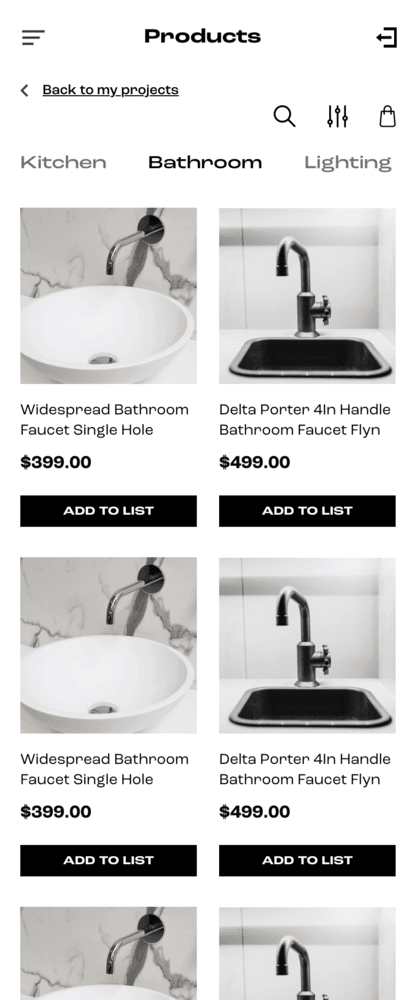 Products
Back to my projects
Kitchen Bathroom Lighting
Widespread Bathroom
Faucet Single Hole
$399.00
ADD TO LIST
Delta Porter 4In Handle
Bathroom Faucet Flyn
$499.00
ADD TO LIST
Widespread Bathroom
Faucet Single Hole
$399.00
ADD TO LIST
Delta Porter 4In Handle
Bathroom Faucet Flyn
$499.00
ADD TO LIST